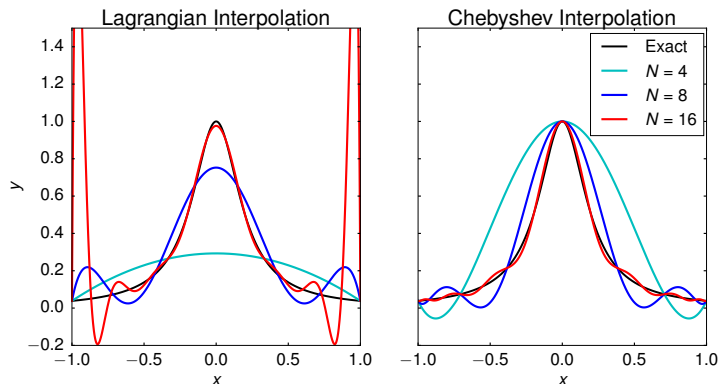 Lagrangian Interpolation
1.4
1.2
1.0
0.8
0.6
0.4
0.2
0.0
−0.2
y
−1.0 −0.5 0.0 0.5 1.0
x
Chebyshev Interpolation
Exact
N = 4
N = 8
N = 16
−1.0 −0.5 0.0 0.5 1.0
x